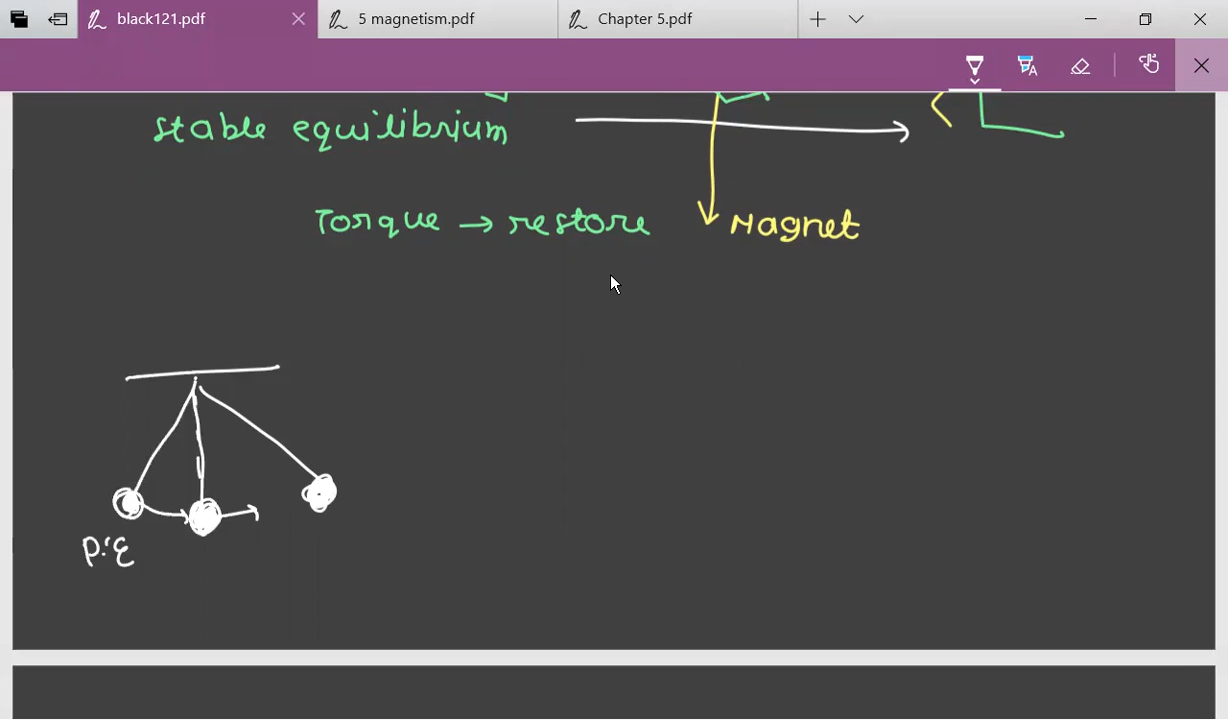 black121.pdf
5 magnetism.pdf
Chapter 5.pdf
stable equilibrium
Torque → restore
Magnet
P.E